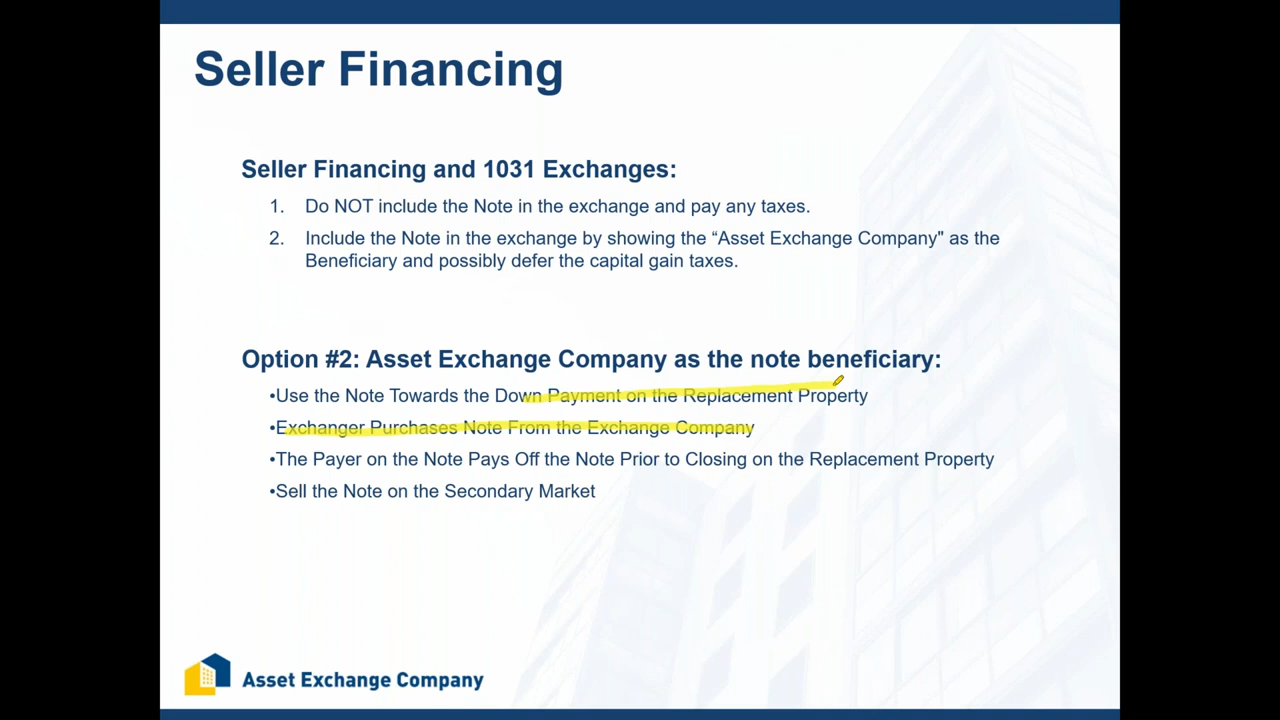 Seller Financing
Seller Financing and 1031 Exchanges:
1. Do NOT include the Note in the exchange and pay any taxes.
2. Include the Note in the exchange by showing the “Asset Exchange Company" as the
Beneficiary and possibly defer the capital gain taxes.
Option #2: Asset Exchange Company as the note beneficiary:
•Use the Note Towards the Down Payment on the Replacement Property
•Exchanger Purchases Note From the Exchange Company
•The Payer on the Note Pays Off the Note Prior to Closing on the Replacement Property
•Sell the Note on the Secondary Market
Asset Exchange Company